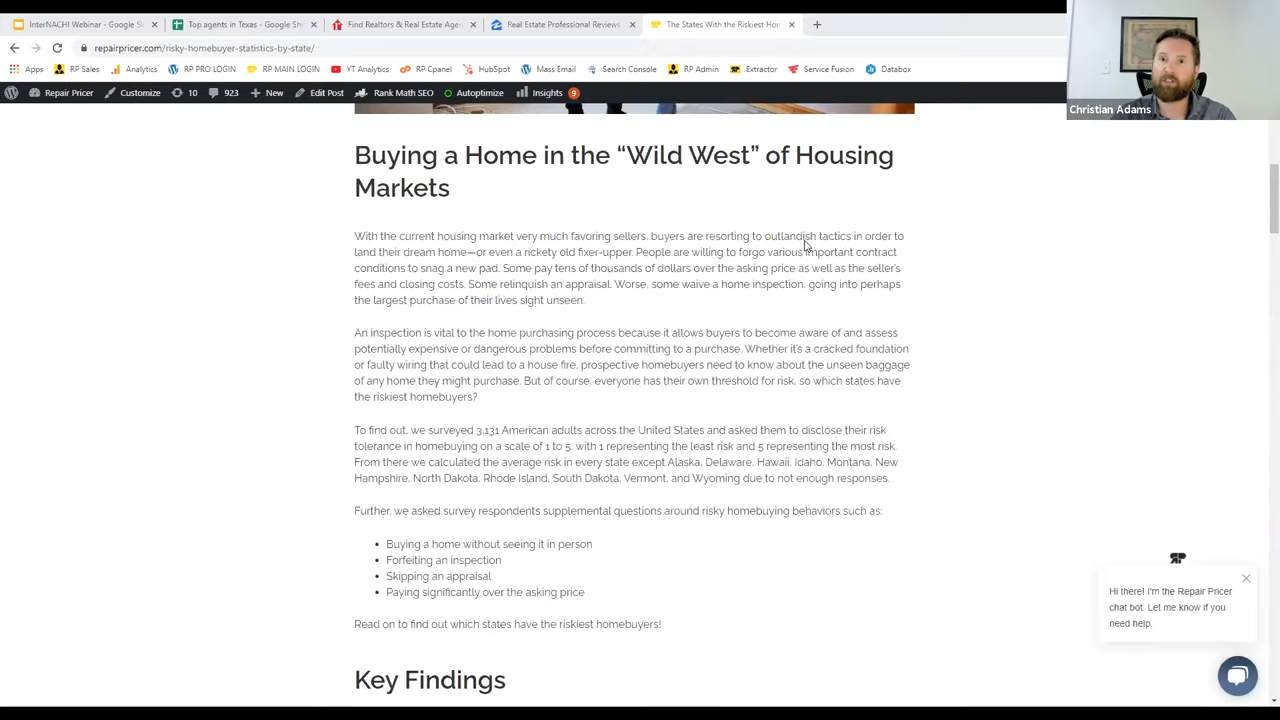 InterNACHI Webinar - Google Sl
Top agents in Texas - Google She
Find Realtors & Real Estate Agen
Real Estate Professional Reviews
The States With the Riskiest Hom
repairpricer.com/risky-homebuyer-statistics-by-state/
Apps RP Sales Analytics RP PRO LOGIN RP MAIN LOGIN YT Analytics RP Cpanel HubSpot Mass Email Search Console RP Admin Extractor Service Fusion Databox
Repair Pricer Customize 10 923 New Edit Post Rank Math SEO Autoptimize Insights 9
Christian Adams
Buying a Home in the “Wild West” of Housing
Markets
With the current housing market very much favoring sellers, buyers are resorting to outlandish tactics in order to
land their dream home—or even a rickety old fixer-upper. People are willing to forgo various important contract
conditions to snag a new pad. Some pay tens of thousands of dollars over the asking price as well as the seller's
fees and closing costs. Some relinquish an appraisal. Worse, some waive a home inspection, going into perhaps
the largest purchase of their lives sight unseen.
An inspection is vital to the home purchasing process because it allows buyers to become aware of and assess
potentially expensive or dangerous problems before committing to a purchase. Whether it's a cracked foundation
or faulty wiring that could lead to a house fire, prospective homebuyers need to know about the unseen baggage
of any home they might purchase. But of course, everyone has their own threshold for risk, so which states have
the riskiest homebuyers?
To find out, we surveyed 3,131 American adults across the United States and asked them to disclose their risk
tolerance in homebuying on a scale of 1 to 5, with 1 representing the least risk and 5 representing the most risk.
From there we calculated the average risk in every state except Alaska, Delaware, Hawaii, Idaho, Montana, New
Hampshire, North Dakota, Rhode Island, South Dakota, Vermont, and Wyoming due to not enough responses.
Further, we asked survey respondents supplemental questions around risky homebuying behaviors such as:
• Buying a home without seeing it in person
• Forfeiting an inspection
• Skipping an appraisal
• Paying significantly over the asking price
Read on to find out which states have the riskiest homebuyers!
Key Findings
RP
Hi there! I'm the Repair Pricer
chat bot. Let me know if you
need help.